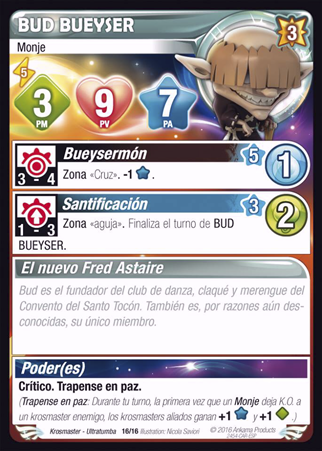 BUD BUEYSER
3
Monje
5
3
PM
9
PV
7
PA
Bueysermón
5
1
3 - 4
Zona «Cruz». -1 .
Santificación
3
2
1 - 3
Zona «aguja». Finaliza el turno de BUD
BUEYSER.
El nuevo Fred Astaire
Bud es el fundador del club de danza, claqué y merengue del
Convento del Santo Tocón. También es, por razones aún des-
conocidas, su único miembro.
Poder(es)
Crítico. Trapense en paz.
(Trapense en paz: Durante tu turno, la primera vez que un Monje deja K.O. a
un krosmaster enemigo, los krosmasters aliados ganan +1 y +1 .)
Krosmaster - Ultratumba 16/16 Illustration: Nicola Saviori
© 2016 Ankama Products